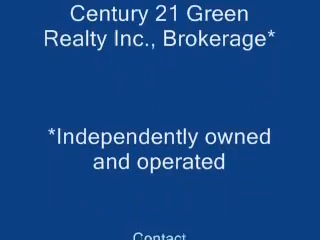 Century 21 Green
Realty Inc., Brokerage*
*Independently owned
and operated
Contact